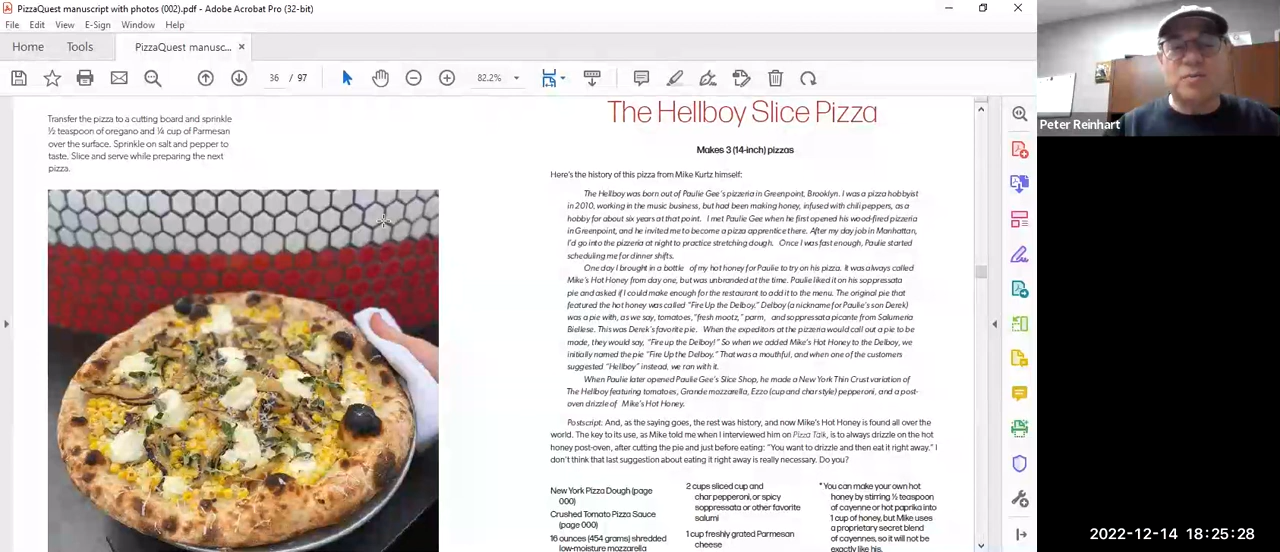 PizzaQuest manuscript with photos (002).pdf - Adobe Acrobat Pro (32-bit)
File Edit View E-Sign Window Help
Home Tools PizzaQuest manusc... ×
36 / 97 82.2%
Transfer the pizza to a cutting board and sprinkle
½ teaspoon of oregano and ¼ cup of Parmesan
over the surface. Sprinkle on salt and pepper to
taste. Slice and serve while preparing the next
pizza.
The Hellboy Slice Pizza
Makes 3 (14-inch) pizzas
Here's the history of this pizza from Mike Kurtz himself:
The Hellboy was born out of Paulie Gee's pizzeria in Greenpoint, Brooklyn. I was a pizza hobbyist
in 2010, working in the music business, but had been making honey, infused with chili peppers, as a
hobby for about six years at that point. I met Paulie Gee when he first opened his wood-fired pizzeria
in Greenpoint, and he invited me to become a pizza apprentice there. After my day job in Manhattan,
I'd go into the pizzeria at night to practice stretching dough. Once I was fast enough, Paulie started
scheduling me for dinner shifts.
One day I brought in a bottle of my hot honey for Paulie to try on his pizza. It was always called
Mike's Hot Honey from day one, but was unbranded at the time. Paulie liked it on his soppressata
pie and asked if I could make enough for the restaurant to add it to the menu. The original pie that
featured the hot honey was called "Fire Up the Delboy." Delboy (a nickname for Paulie's son Derek)
was a pie with, as we say, tomatoes, "fresh mootz," parm, and soppressata picante from Salumeria
Biellese. This was Derek's favorite pie. When the expeditors at the pizzeria would call out a pie to be
made, they would say, "Fire up the Delboy!" So when we added Mike's Hot Honey to the Delboy, we
initially named the pie "Fire Up the Delboy." That was a mouthful, and when one of the customers
suggested "Hellboy" instead, we ran with it.
When Paulie later opened Paulie Gee's Slice Shop, he made a New York Thin Crust variation of
The Hellboy featuring tomatoes, Grande mozzarella, Ezzo (cup and char style) pepperoni, and a post-
oven drizzle of Mike's Hot Honey.
Postscript: And, as the saying goes, the rest was history, and now Mike's Hot Honey is found all over the
world. The key to its use, as Mike told me when I interviewed him on Pizza Talk, is to always drizzle on the hot
honey post-oven, after cutting the pie and just before eating: "You want to drizzle and then eat it right away." I
don't think that last suggestion about eating it right away is really necessary. Do you?
New York Pizza Dough (page
000)
Crushed Tomato Pizza Sauce
(page 000)
16 ounces (454 grams) shredded
low-moisture mozzarella
2 cups sliced cup and
char pepperoni, or spicy
soppressata or other favorite
salumi
1 cup freshly grated Parmesan
cheese
* You can make your own hot
honey by stirring ½ teaspoon
of cayenne or hot paprika into
1 cup of honey, but Mike uses
a proprietary secret blend
of cayennes, so it will not be
exactly like his.
Peter Reinhart
2022-12-14 18:25:28